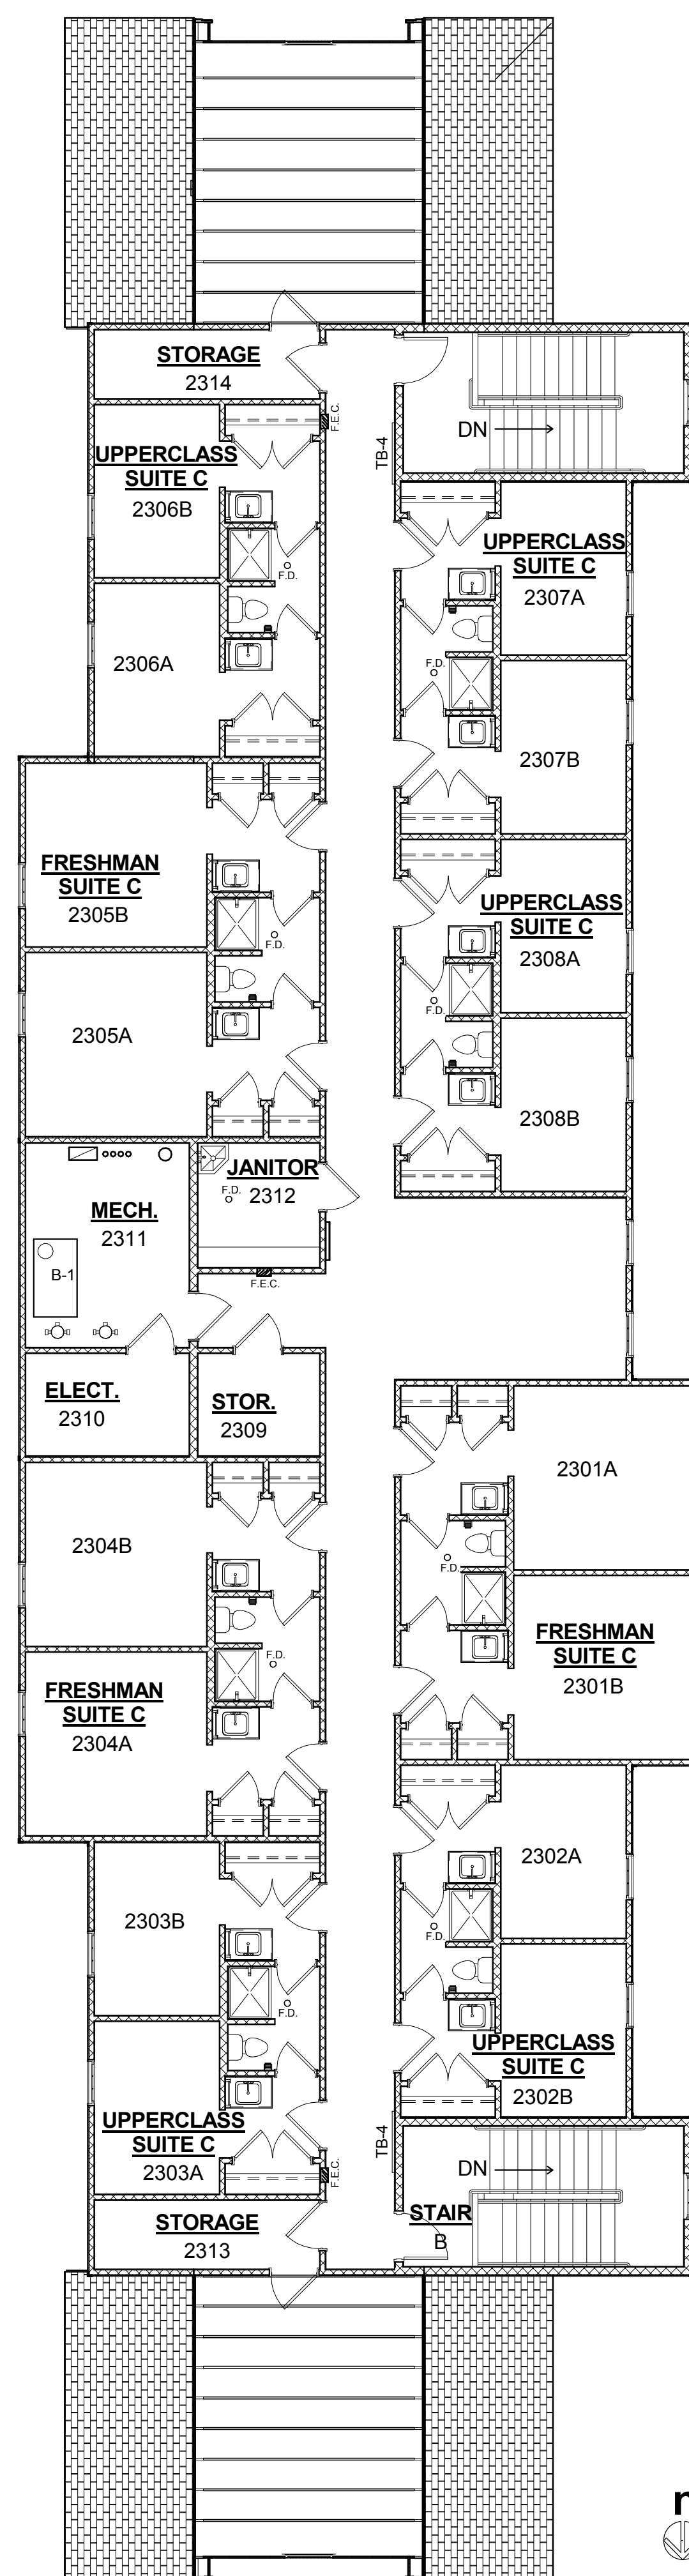 STORAGE
2314
F.E.C.
TB-4
DN
UPPERCLASS
SUITE C
2306B
UPPERCLASS
SUITE C
2307A
F.D.
2306A
F.D.
2307B
FRESHMAN
SUITE C
2305B
UPPERCLASS
SUITE C
2308A
F.D.
F.D.
2305A
2308B
JANITOR
2312
F.D.
MECH.
2311
B-1
F.E.C.
ELECT.
2310
STOR.
2309
2301A
2304B
F.D.
FRESHMAN
SUITE C
2301B
F.D.
FRESHMAN
SUITE C
2304A
2302A
2303B
F.D.
F.D.
UPPERCLASS
SUITE C
2302B
UPPERCLASS
SUITE C
2303A
TB-4
F.E.C.
DN
STAIR
B
STORAGE
2313